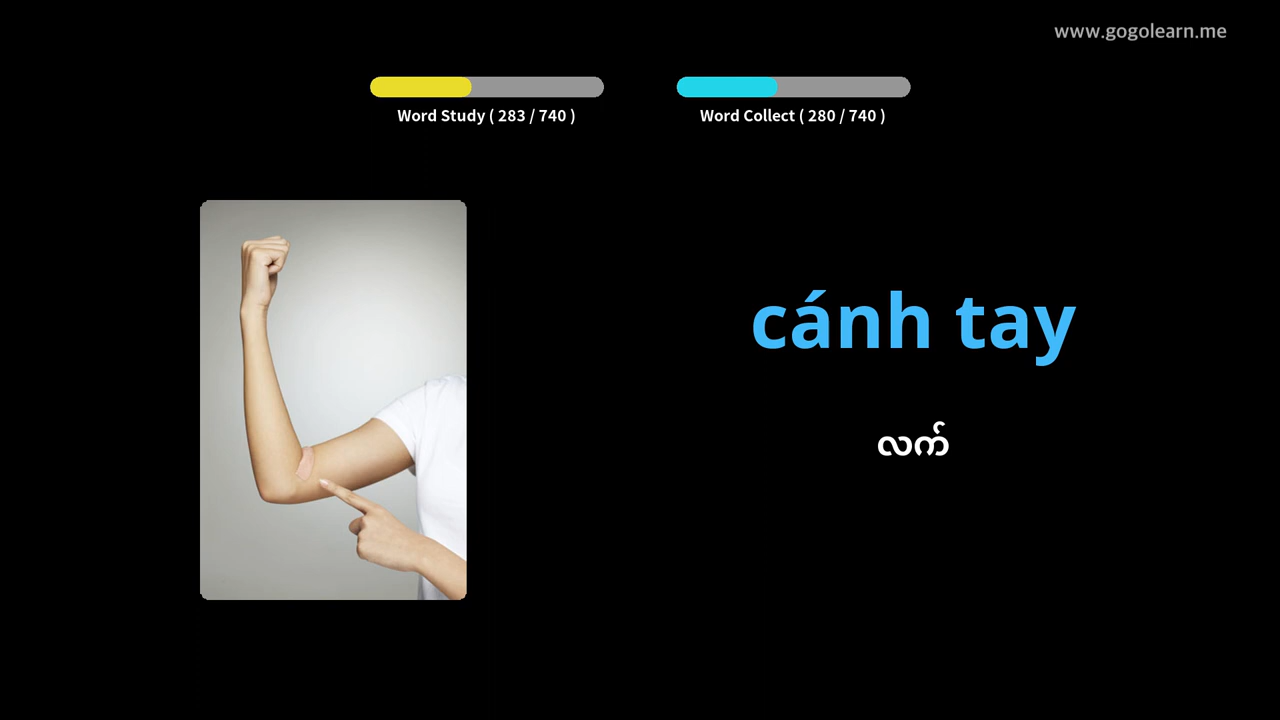 www.gogolearn.me
Word Study ( 283 / 740 )
Word Collect ( 280 / 740 )
cánh tay
လက်